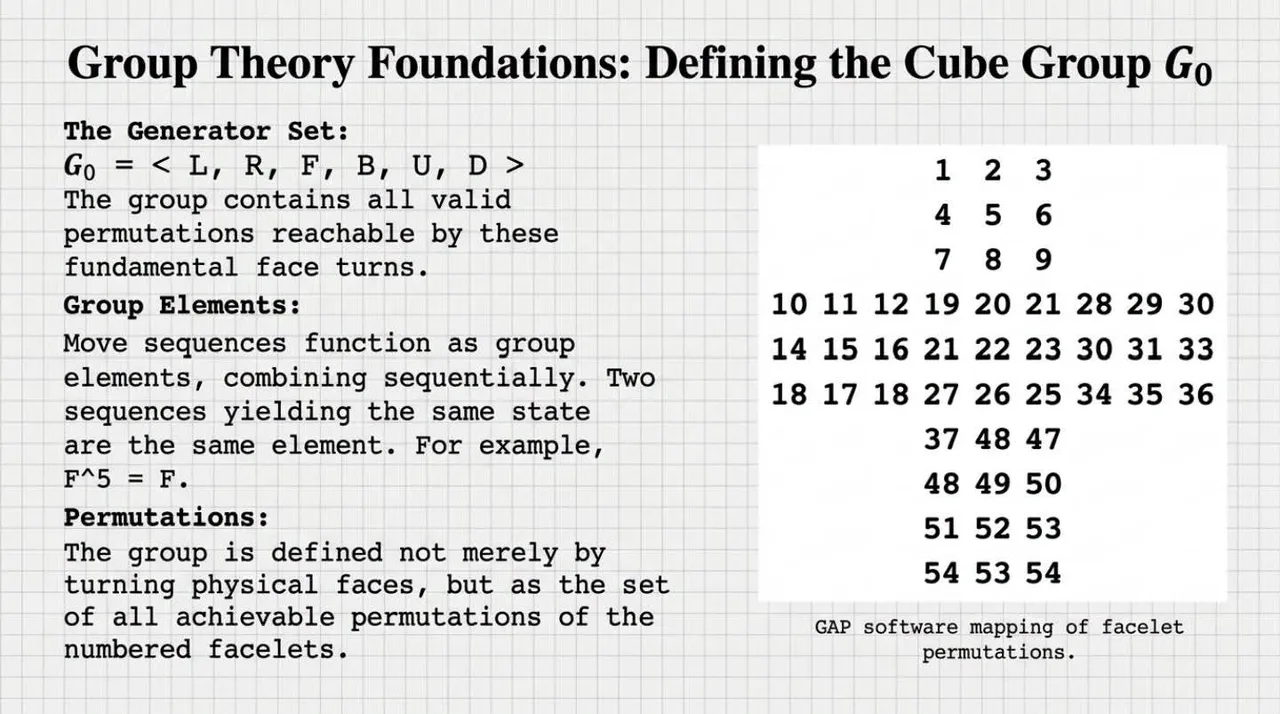 Group Theory Foundations: Defining the Cube Group G₀
The Generator Set:
G₀ = < L, R, F, B, U, D >
The group contains all valid
permutations reachable by these
fundamental face turns.
Group Elements:
Move sequences function as group
elements, combining sequentially. Two
sequences yielding the same state
are the same element. For example,
F^5 = F.
Permutations:
The group is defined not merely by
turning physical faces, but as the set
of all achievable permutations of the
numbered facelets.
1 2 3
4 5 6
7 8 9
10 11 12 19 20 21 28 29 30
14 15 16 21 22 23 30 31 33
18 17 18 27 26 25 34 35 36
37 48 47
48 49 50
51 52 53
54 53 54
GAP software mapping of facelet
permutations.